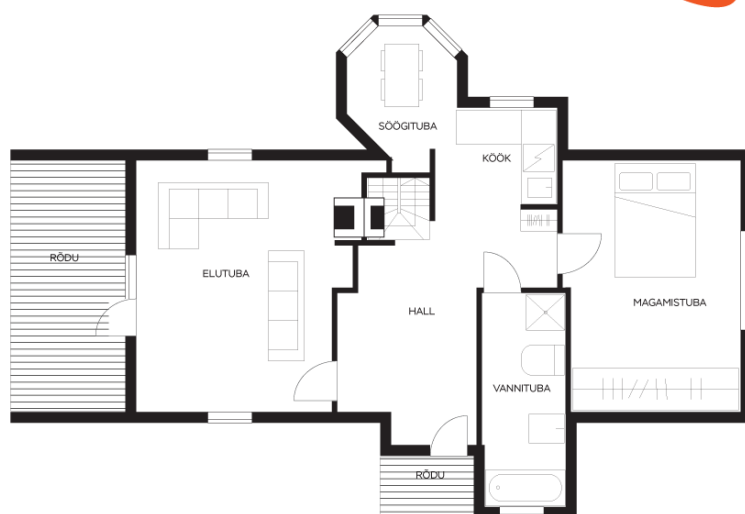 SÖÖGITUBA
KÖÖK
RÕDU
ELUTUBA
MAGAMISTUBA
HALL
VANNITUBA
RÕDU